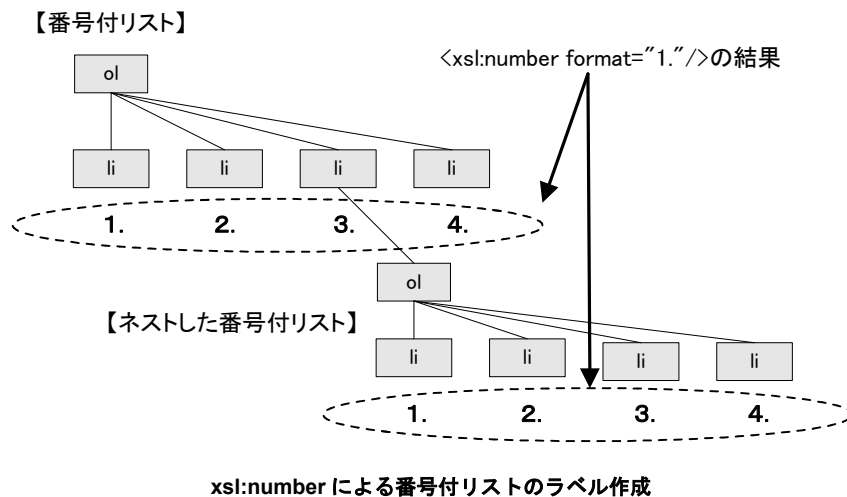 【番号付リスト】
<xsl:number format="1."/>の結果
ol
li li li li
1. 2. 3. 4.
ol
【ネストした番号付リスト】
li li li li
1. 2. 3. 4.
xsl:number による番号付リストのラベル作成